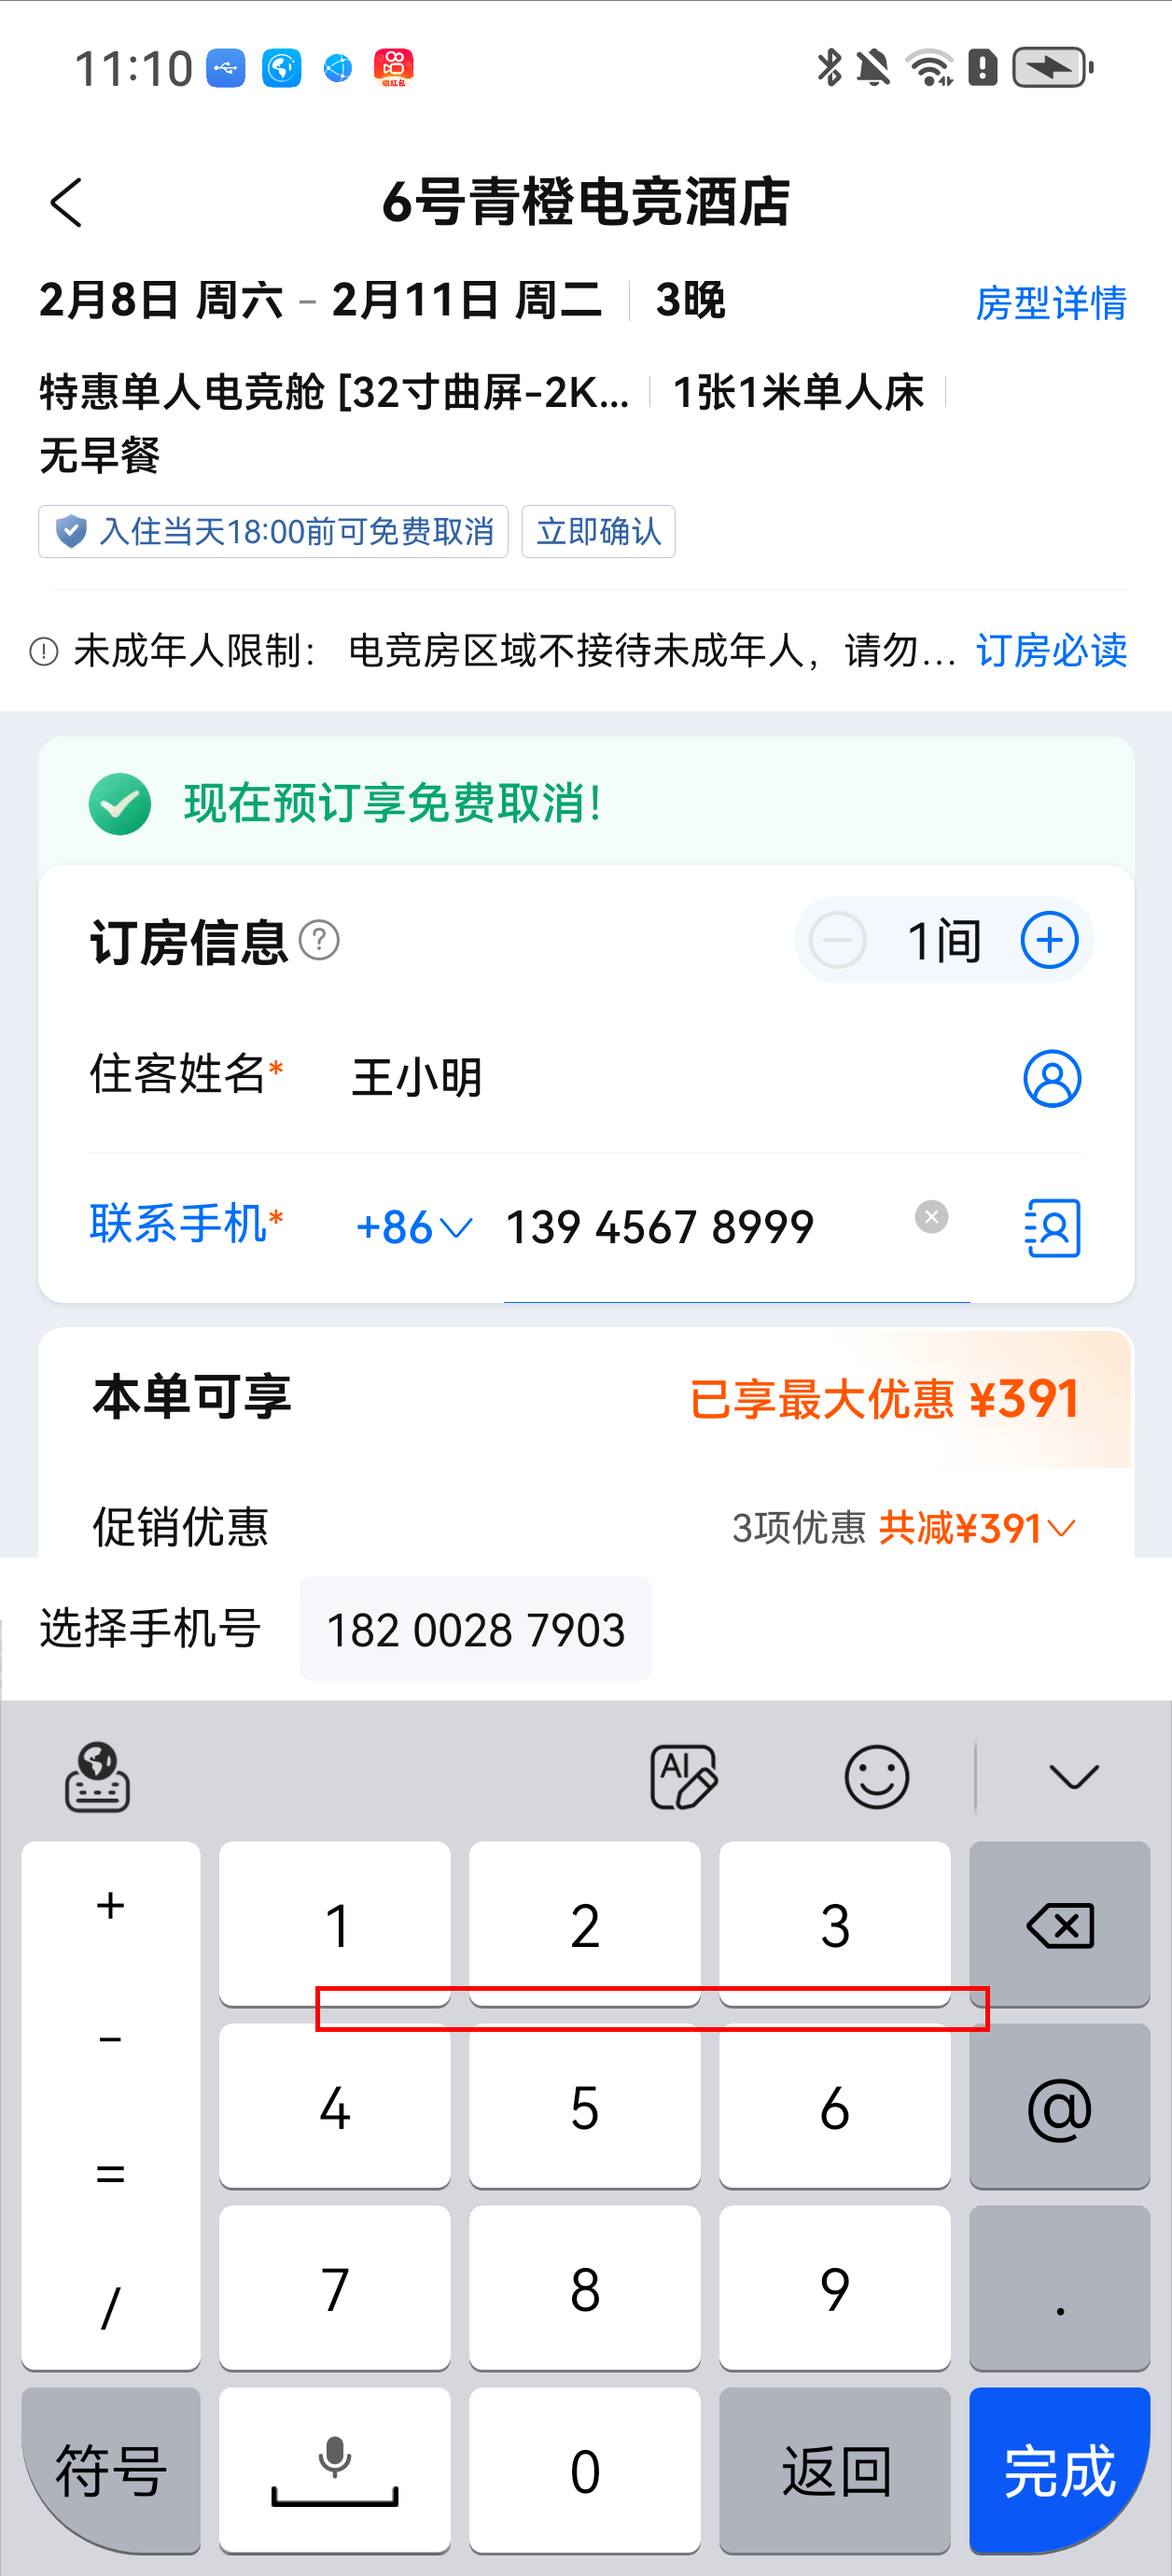 11:10
领红包
6号青橙电竞酒店
2月8日 周六 - 2月11日 周二 3晚 房型详情
特惠单人电竞舱 [32寸曲屏-2K... 1张1米单人床
无早餐
入住当天18:00前可免费取消 立即确认
未成年人限制： 电竞房区域不接待未成年人，请勿... 订房必读
现在预订享免费取消！
订房信息 ? 1间
住客姓名* 王小明
联系手机* +86 139 4567 8999
本单可享 已享最大优惠 ¥391
促销优惠 3项优惠 共减¥391
选择手机号 182 0028 7903
AI
+ 1 2 3
- 4 5 6 @
= 7 8 9 .
/
符号 0 返回 完成